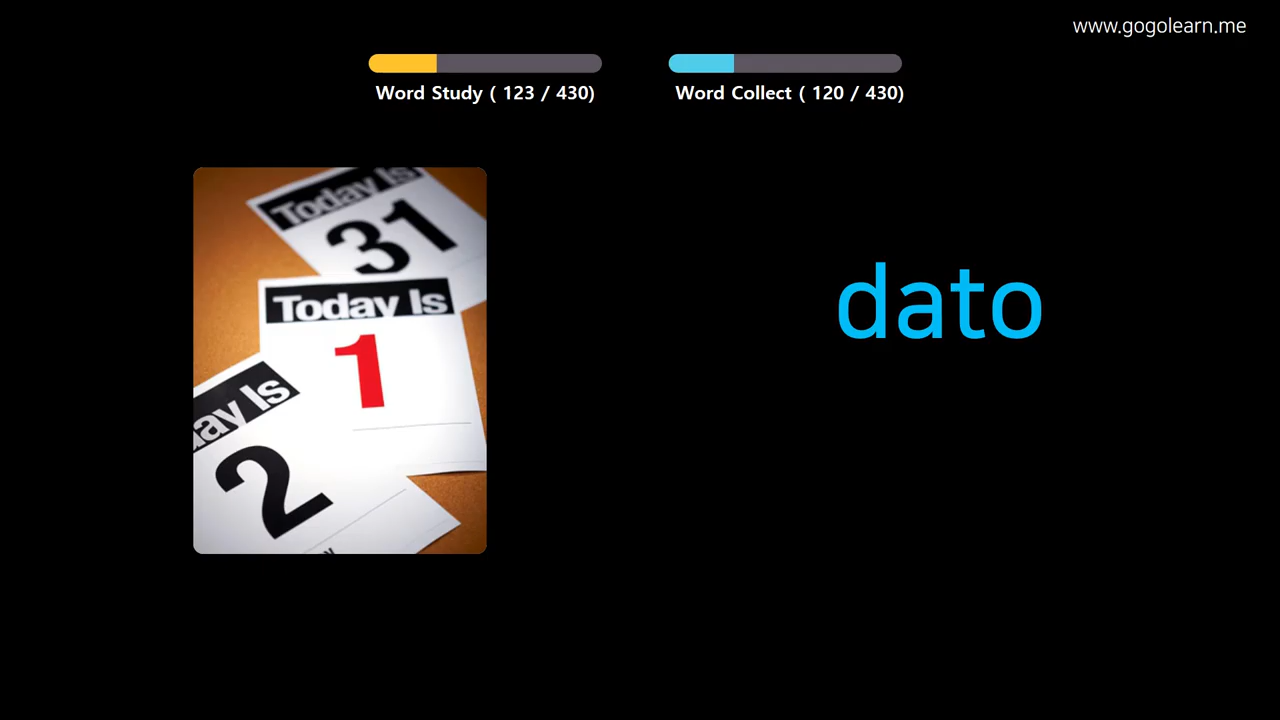 www.gogolearn.me
Word Study ( 123 / 430)
Word Collect ( 120 / 430)
Today Is
31
Today Is
1
dato
ay Is
2